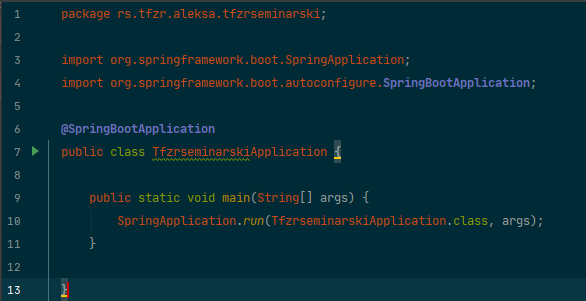 1 package rs.tfzr.aleksa.tfzrseminarski;
2
3 import org.springframework.boot.SpringApplication;
4 import org.springframework.boot.autoconfigure.SpringBootApplication;
5
6 @SpringBootApplication
7 public class TfzrseminarskiApplication {
8
9 public static void main(String[] args) {
10 SpringApplication.run(TfzrseminarskiApplication.class, args);
11 }
12
13 }